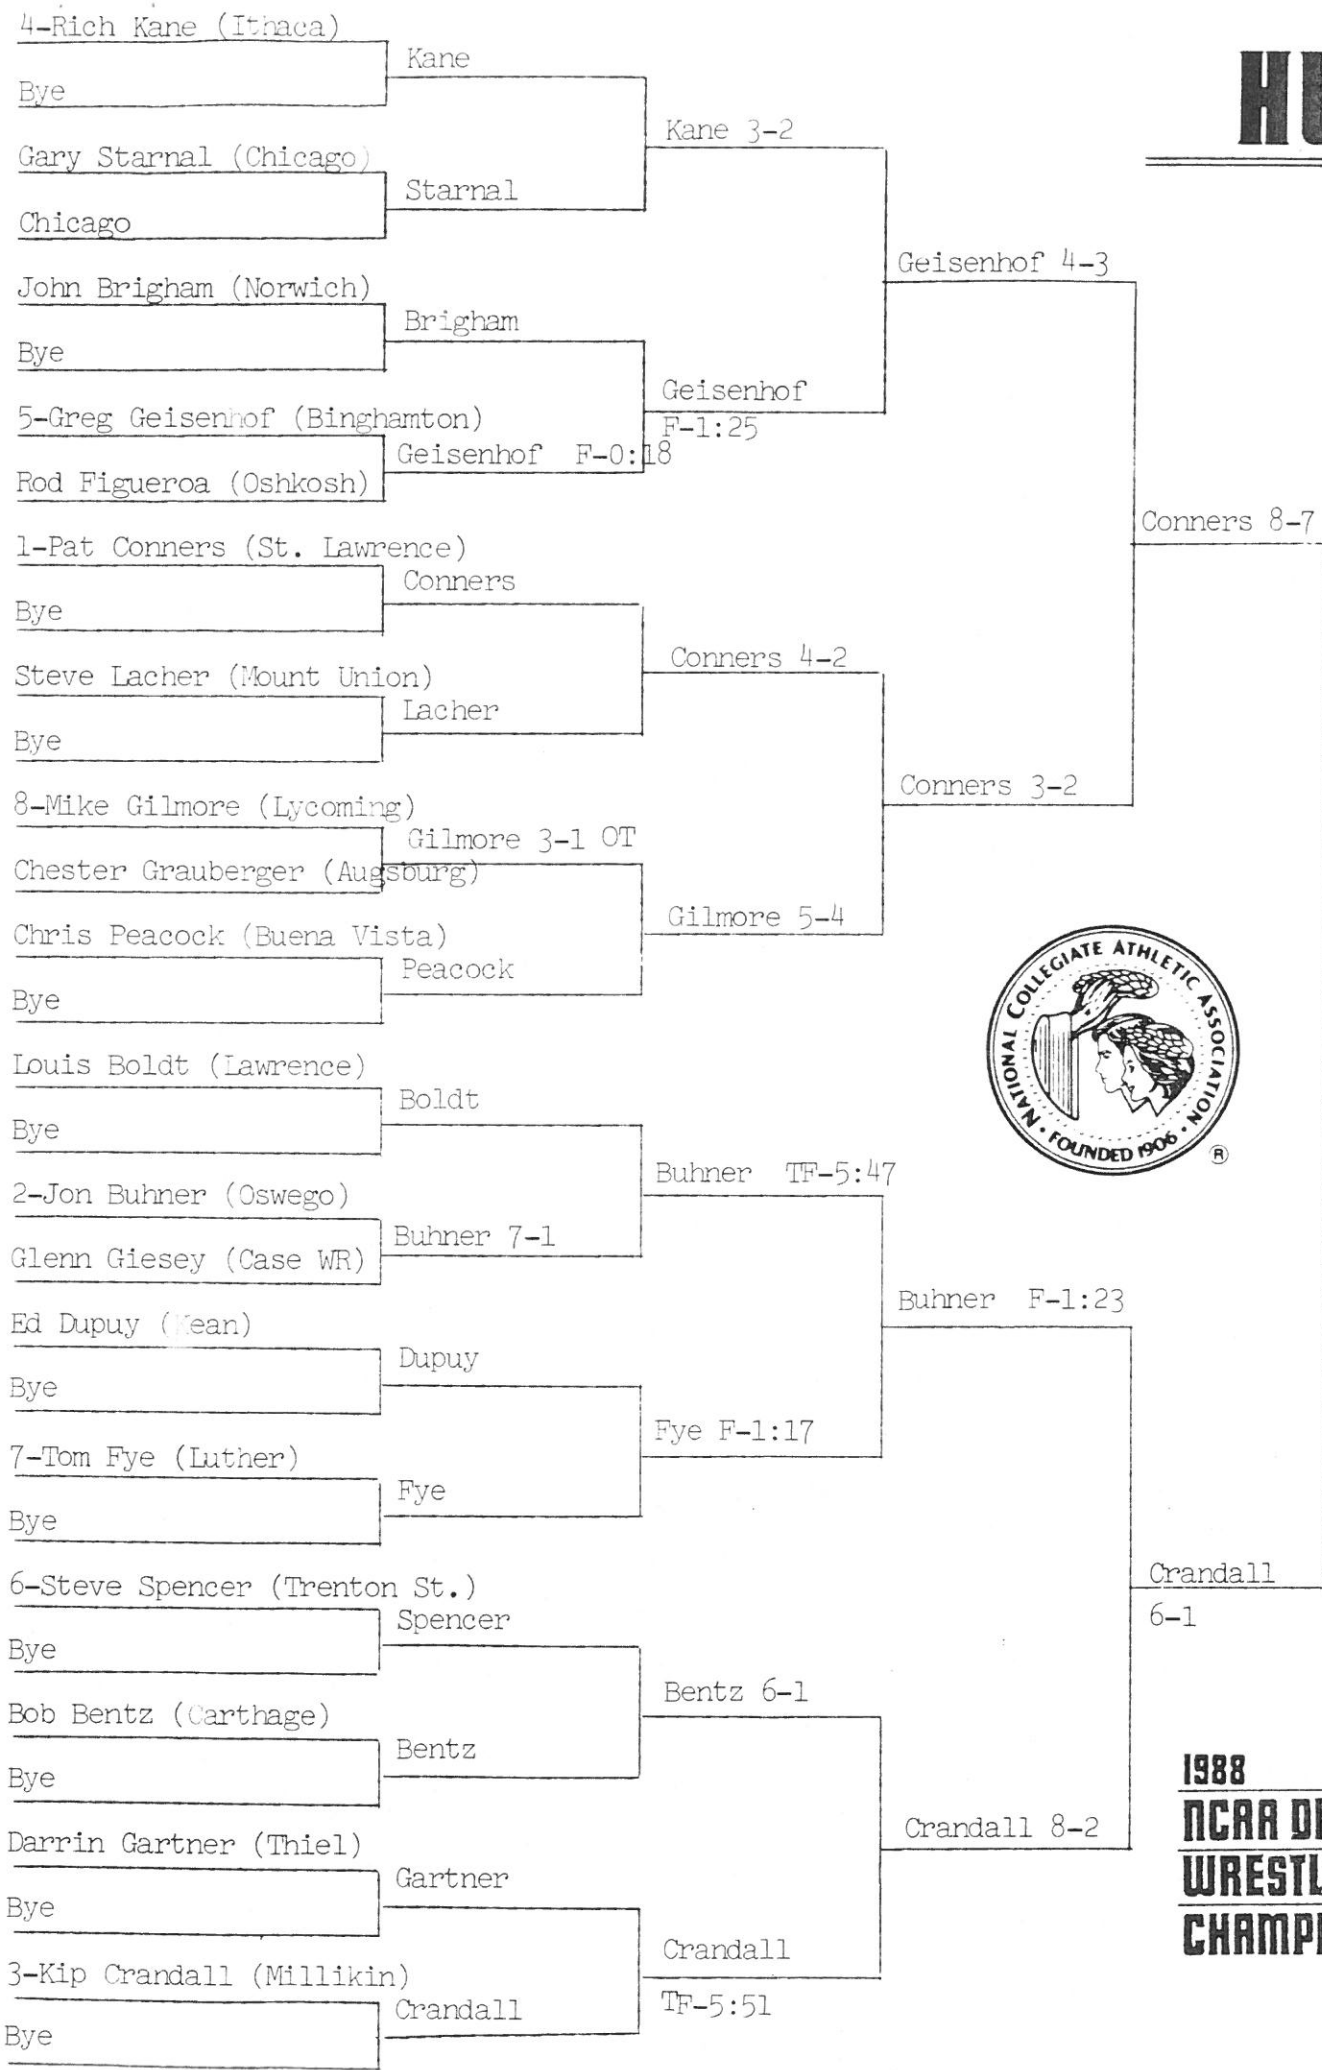 4-Rich Kane (Ithaca)
Bye
Gary Starnal (Chicago)
Chicago
John Brigham (Norwich)
Bye
5-Greg Geisenhof (Binghamton)
Rod Figueroa (Oshkosh)
1-Pat Conners (St. Lawrence)
Bye
Steve Lacher (Mount Union)
Bye
8-Mike Gilmore (Lycoming)
Chester Grauberger (Augsburg)
Chris Peacock (Buena Vista)
Bye
Louis Boldt (Lawrence)
Bye
2-Jon Buhner (Oswego)
Glenn Giesey (Case WR)
Ed Dupuy (Kean)
Bye
7-Tom Fye (Luther)
Bye
6-Steve Spencer (Trenton St.)
Bye
Bob Bentz (Carthage)
Bye
Darrin Gartner (Thiel)
Bye
3-Kip Crandall (Millikin)
Bye
Kane
Starnal
Brigham
Geisenhof F-0:18
Conners
Lacher
Gilmore 3-1 OT
Peacock
Boldt
Buhner 7-1
Dupuy
Fye
Spencer
Bentz
Gartner
Crandall
Kane 3-2
Geisenhof
F-1:25
Conners 4-2
Gilmore 5-4
Buhner TF-5:47
Fye F-1:17
Bentz 6-1
Crandall
TF-5:51
Geisenhof 4-3
Conners 3-2
Buhner F-1:23
Crandall 8-2
Conners 8-7
Crandall
6-1
NATIONAL COLLEGIATE ATHLETIC ASSOCIATION
· FOUNDED 1906 ·
®
1988
NCAA DI
WRESTL
CHAMPI